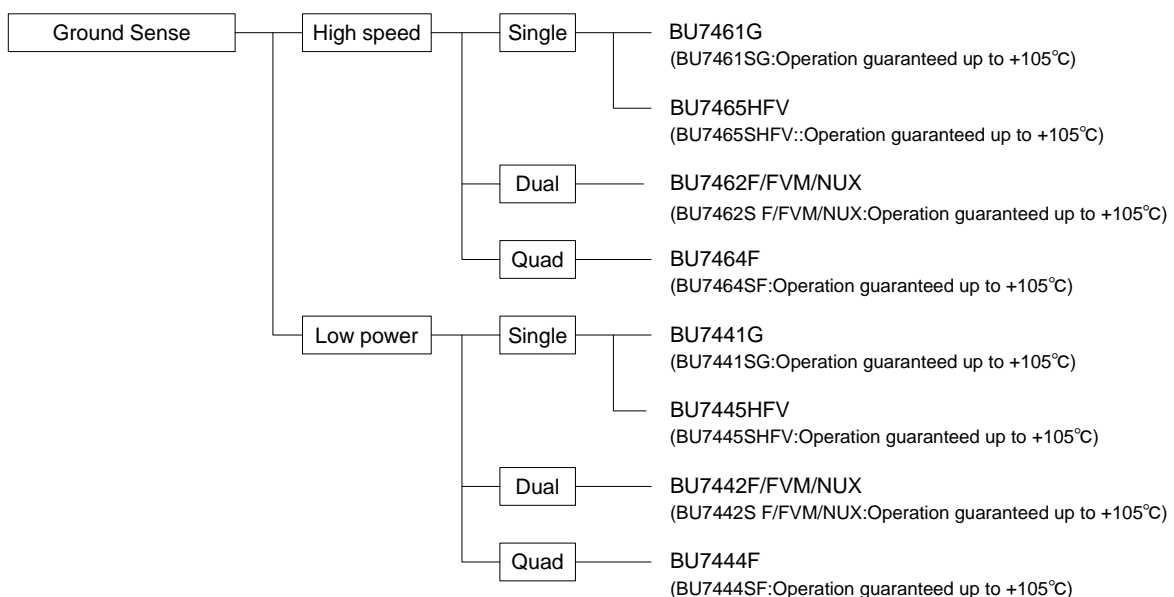 Ground Sense
High speed
Single
BU7461G
(BU7461SG:Operation guaranteed up to +105℃)
BU7465HFV
(BU7465SHFV::Operation guaranteed up to +105℃)
Dual
BU7462F/FVM/NUX
(BU7462S F/FVM/NUX:Operation guaranteed up to +105℃)
Quad
BU7464F
(BU7464SF:Operation guaranteed up to +105℃)
Low power
Single
BU7441G
(BU7441SG:Operation guaranteed up to +105℃)
BU7445HFV
(BU7445SHFV:Operation guaranteed up to +105℃)
Dual
BU7442F/FVM/NUX
(BU7442S F/FVM/NUX:Operation guaranteed up to +105℃)
Quad
BU7444F
(BU7444SF:Operation guaranteed up to +105℃)